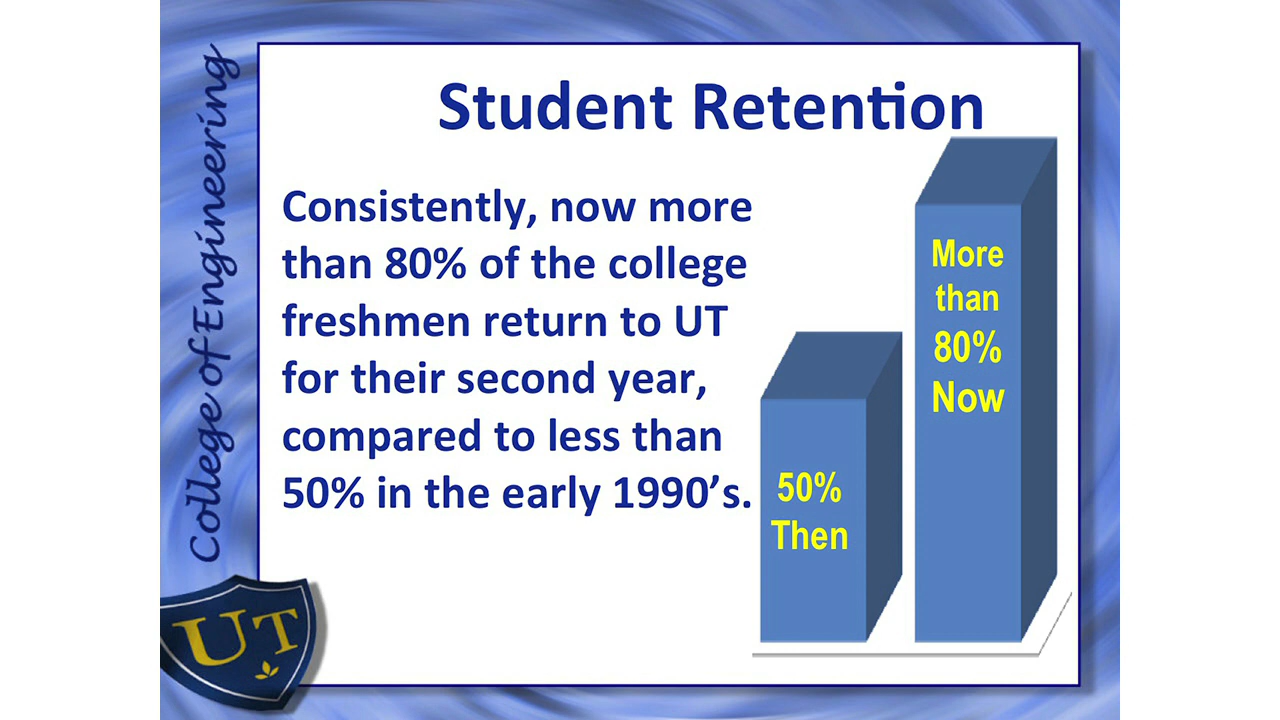 College of Engineering
Student Retention
Consistently, now more
than 80% of the college
freshmen return to UT
for their second year,
compared to less than
50% in the early 1990’s.
50%
Then
More
than
80%
Now
UT